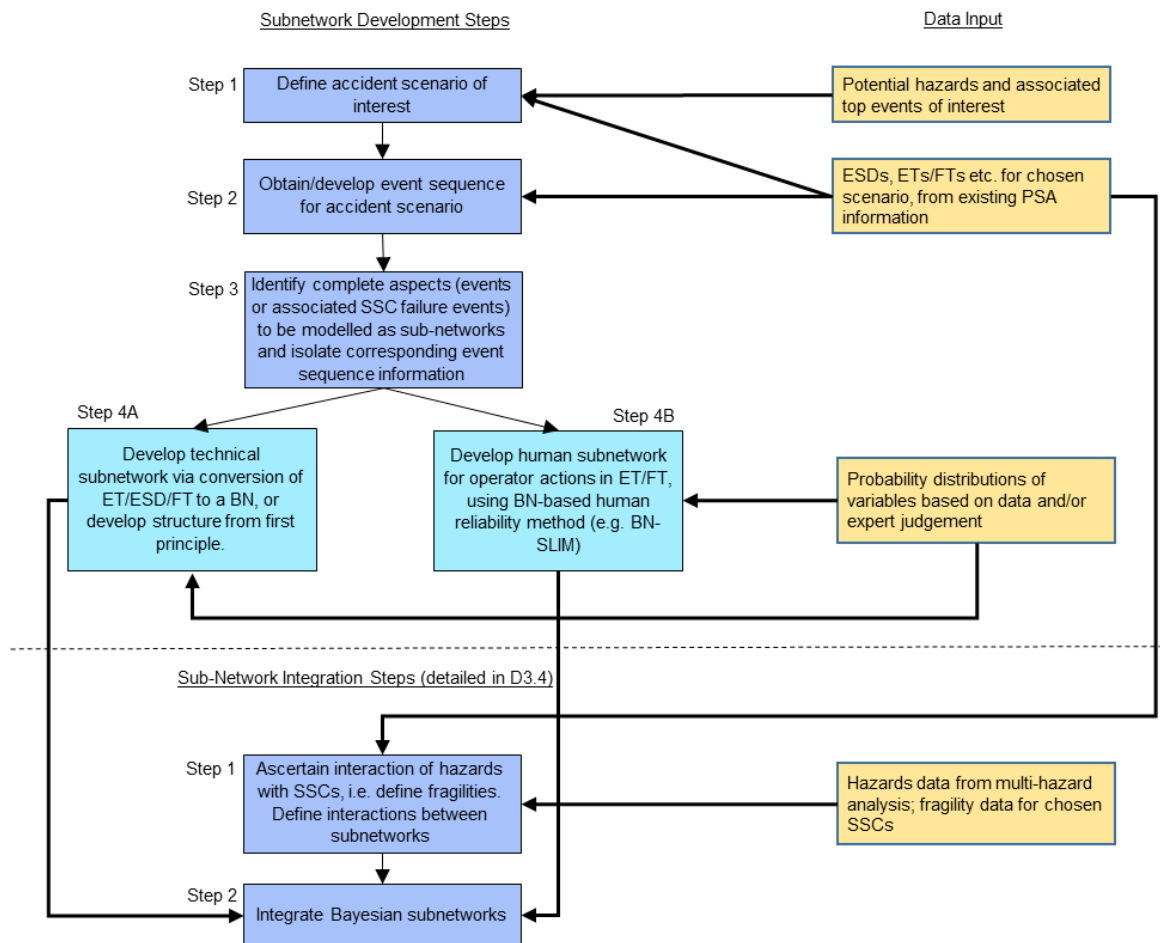 Subnetwork Development Steps
Data Input
Step 1
Define accident scenario of
interest
Potential hazards and associated
top events of interest
Step 2
Obtain/develop event sequence
for accident scenario
ESDs, ETs/FTs etc. for chosen
scenario, from existing PSA
information
Step 3
Identify complete aspects (events
or associated SSC failure events)
to be modelled as sub-networks
and isolate corresponding event
sequence information
Step 4A
Develop technical
subnetwork via conversion of
ET/ESD/FT to a BN, or
develop structure from first
principle.
Step 4B
Develop human subnetwork
for operator actions in ET/FT,
using BN-based human
reliability method (e.g. BN-
SLIM)
Probability distributions of
variables based on data and/or
expert judgement
Sub-Network Integration Steps (detailed in D3.4)
Step 1
Ascertain interaction of hazards
with SSCs, i.e. define fragilities.
Define interactions between
subnetworks
Hazards data from multi-hazard
analysis; fragility data for chosen
SSCs
Step 2
Integrate Bayesian subnetworks